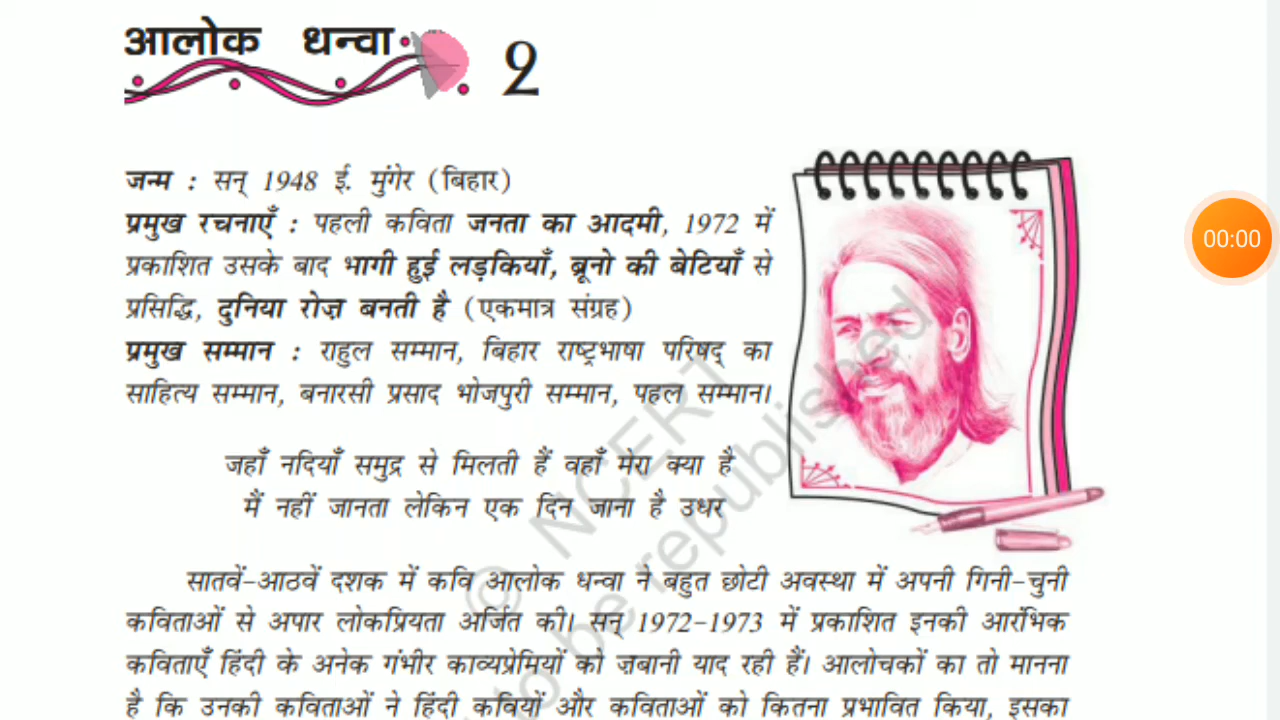 आलोक धन्वा
2
जन्म : सन् 1948 ई. मुंगेर (बिहार)
प्रमुख रचनाएँ : पहली कविता जनता का आदमी, 1972 में
प्रकाशित उसके बाद भागी हुई लड़कियाँ, ब्रूनो की बेटियाँ से
प्रसिद्धि, दुनिया रोज़ बनती है (एकमात्र संग्रह)
प्रमुख सम्मान : राहुल सम्मान, बिहार राष्ट्रभाषा परिषद् का
साहित्य सम्मान, बनारसी प्रसाद भोजपुरी सम्मान, पहल सम्मान।
जहाँ नदियाँ समुद्र से मिलती हैं वहाँ मेरा क्या है
मैं नहीं जानता लेकिन एक दिन जाना है उधर
सातवें-आठवें दशक में कवि आलोक धन्वा ने बहुत छोटी अवस्था में अपनी गिनी-चुनी
कविताओं से अपार लोकप्रियता अर्जित की। सन् 1972-1973 में प्रकाशित इनकी आरंभिक
कविताएँ हिंदी के अनेक गंभीर काव्यप्रेमियों को ज़बानी याद रही हैं। आलोचकों का तो मानना
है कि उनकी कविताओं ने हिंदी कवियों और कविताओं को कितना प्रभावित किया, इसका
© NCERT
to be republished
00:00